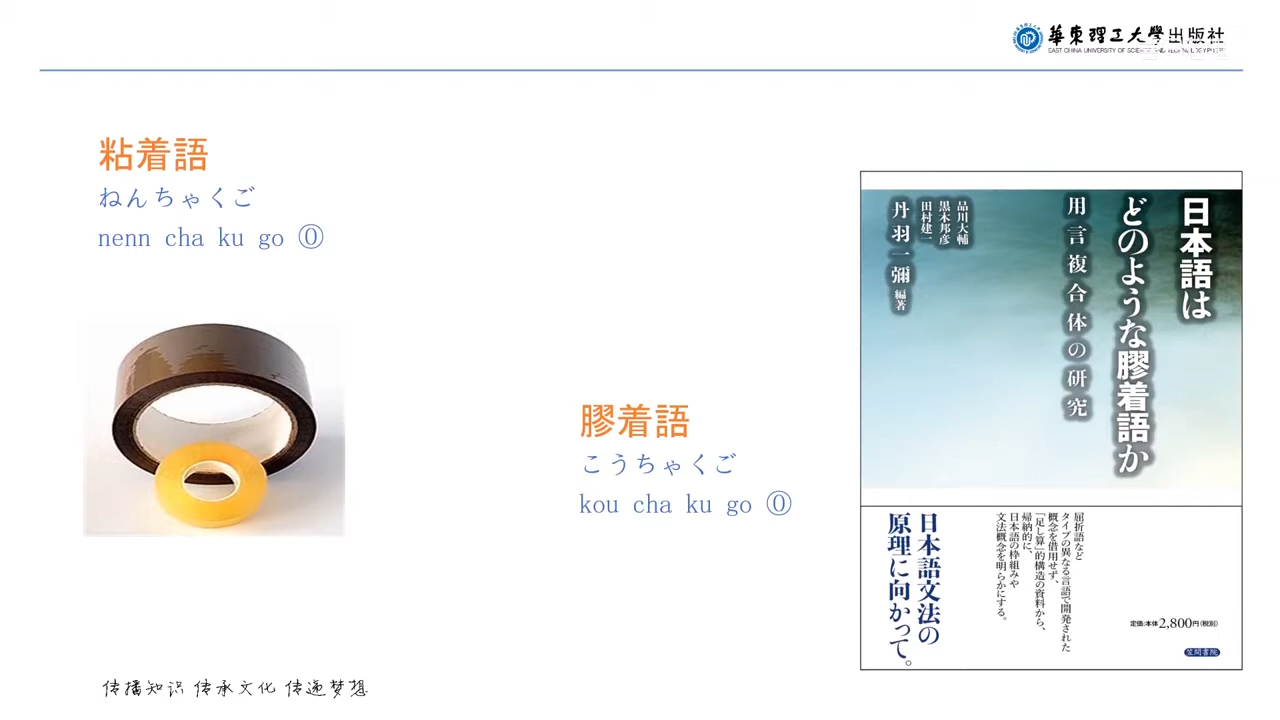 華東理工大學出版社
EAST CHINA UNIVERSITY OF SCIENCE AND TECHNOLOGY PRESS
粘着語
ねんちゃくご
nenn cha ku go ⓪
膠着語
こうちゃくご
kou cha ku go ⓪
日本語は
どのような膠着語か
用言複合体の研究
品川大輔
黒木邦彦
田村建一
丹羽一彌 編著
屈折語など
タイプの異なる言語で開発された
概念を借用せず、
「足し算」的構造の資料から、
帰納的に、
日本語の枠組みや
文法概念を明らかにする。
日本語文法の
原理に向かって。
定価:本体2,800円(税別)
笠間書院
传播知识 传承文化 传递梦想